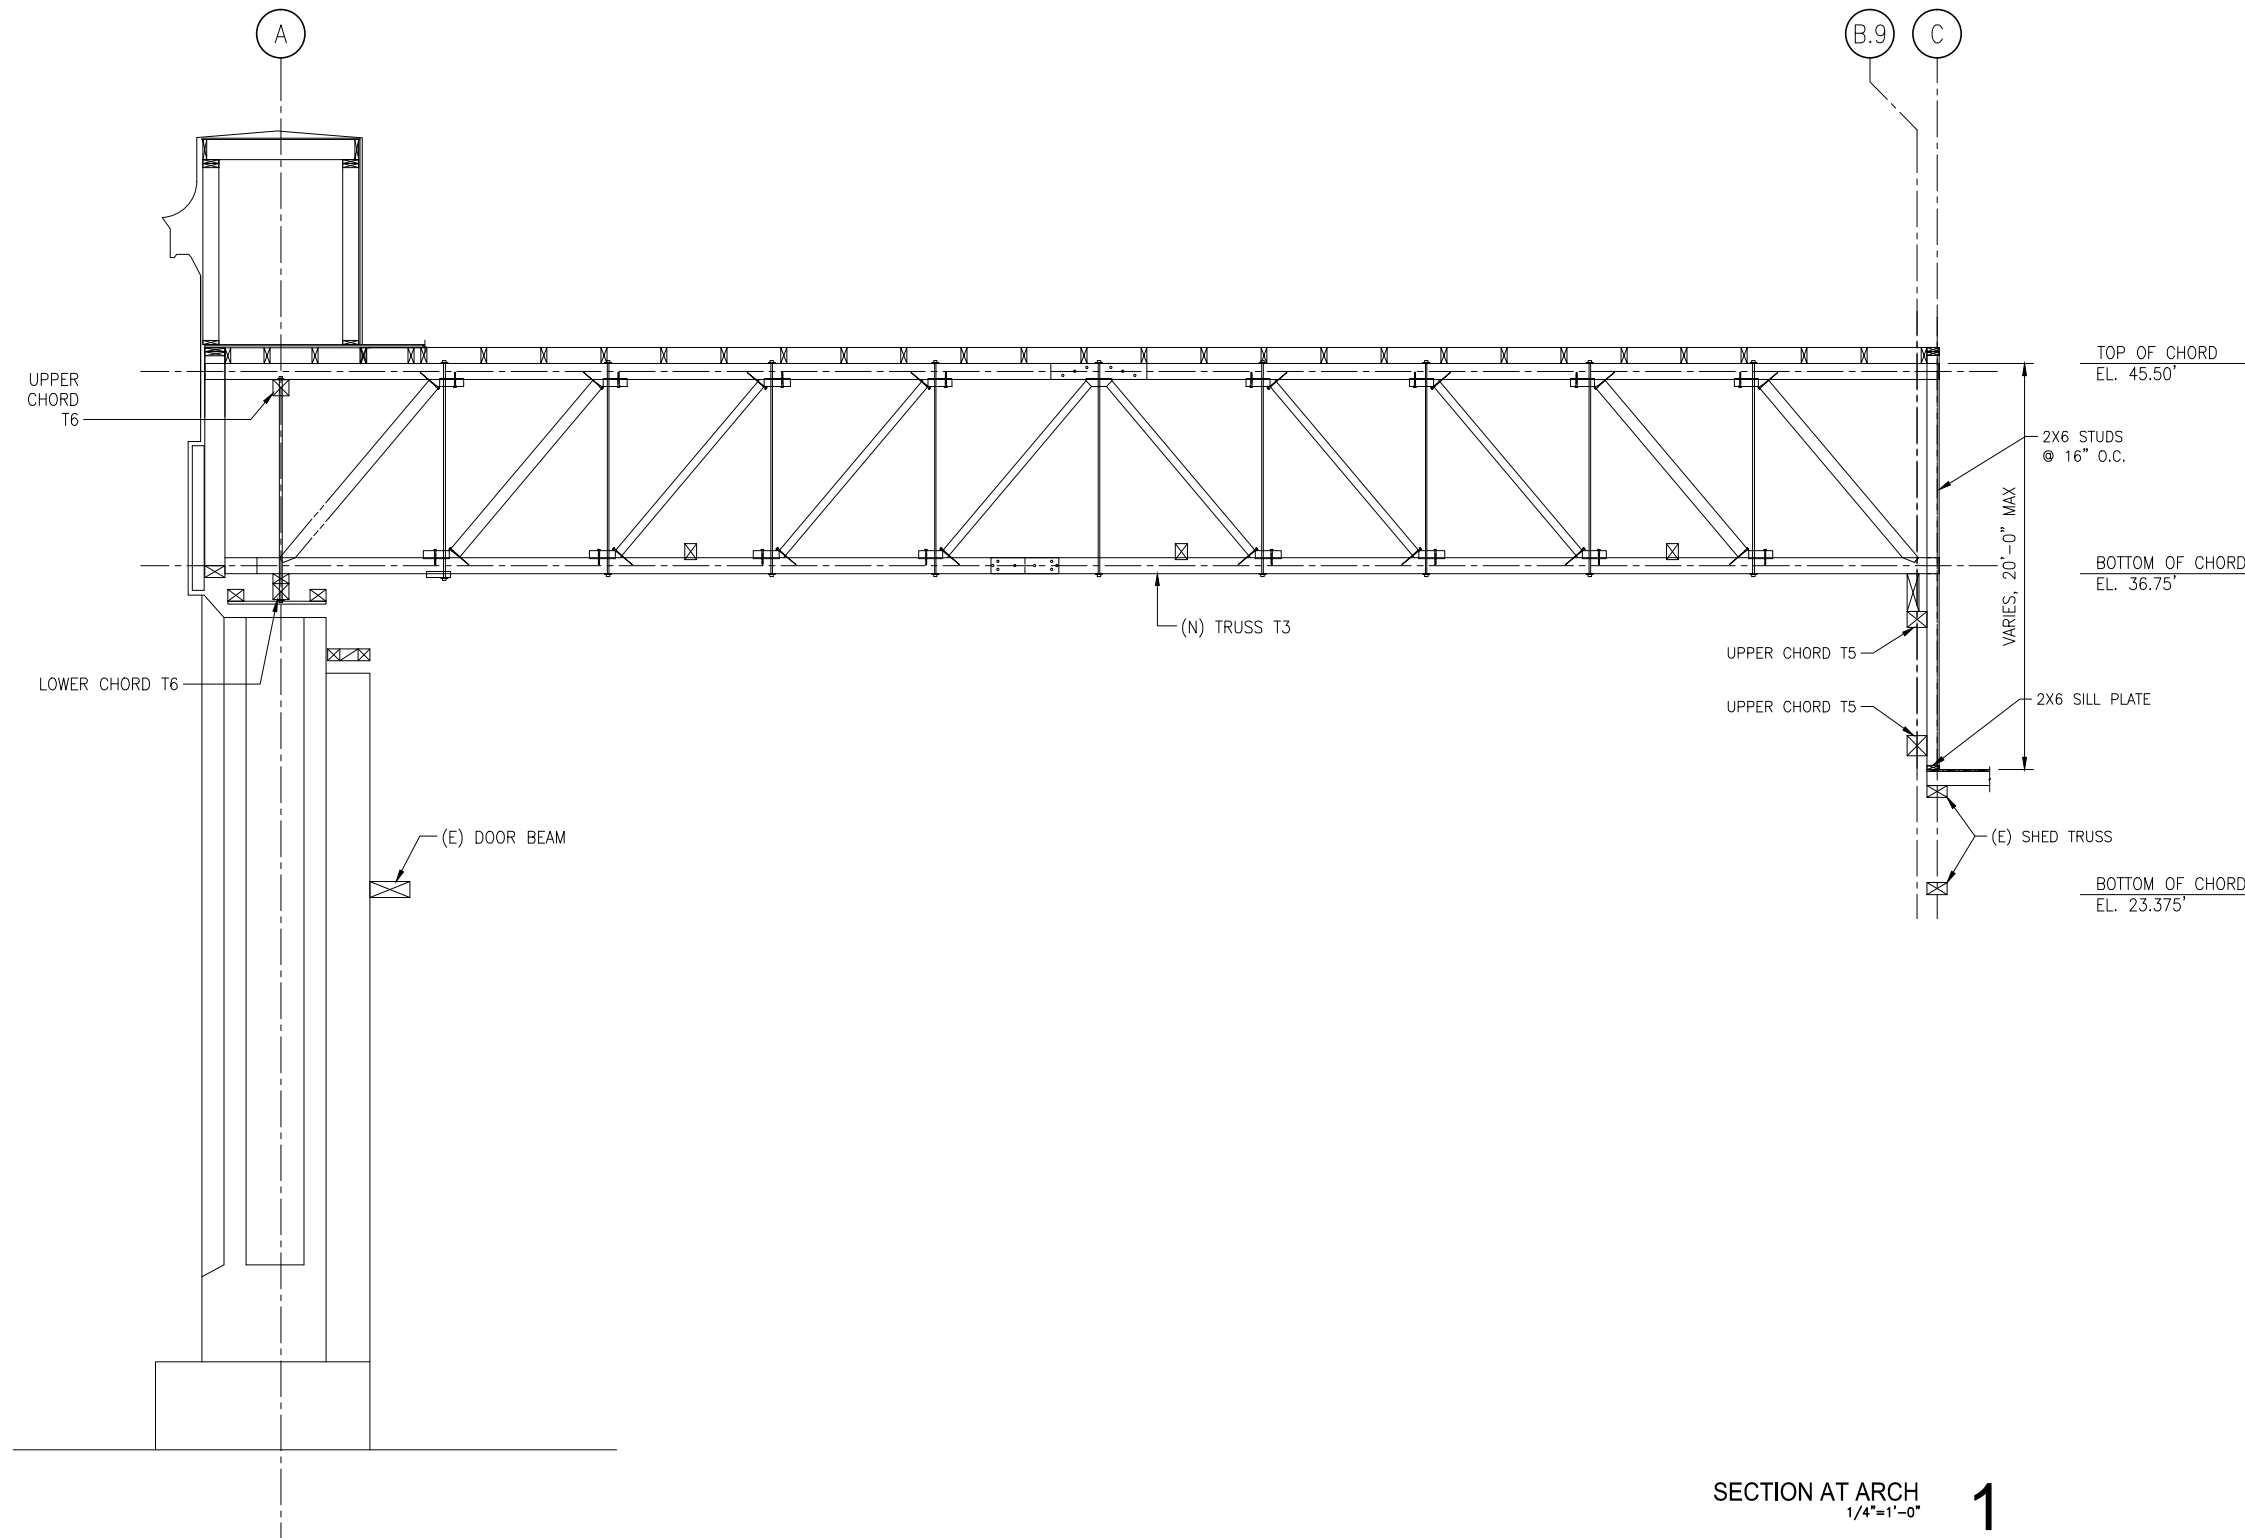 A
B.9
C
UPPER
CHORD
T6
TOP OF CHORD
EL. 45.50'
2X6 STUDS
@ 16" O.C.
VARIES, 20'-0" MAX
BOTTOM OF CHORD
EL. 36.75'
(N) TRUSS T3
UPPER CHORD T5
LOWER CHORD T6
UPPER CHORD T5
2X6 SILL PLATE
(E) DOOR BEAM
(E) SHED TRUSS
BOTTOM OF CHORD
EL. 23.375'
SECTION AT ARCH
1/4"=1'-0"
1